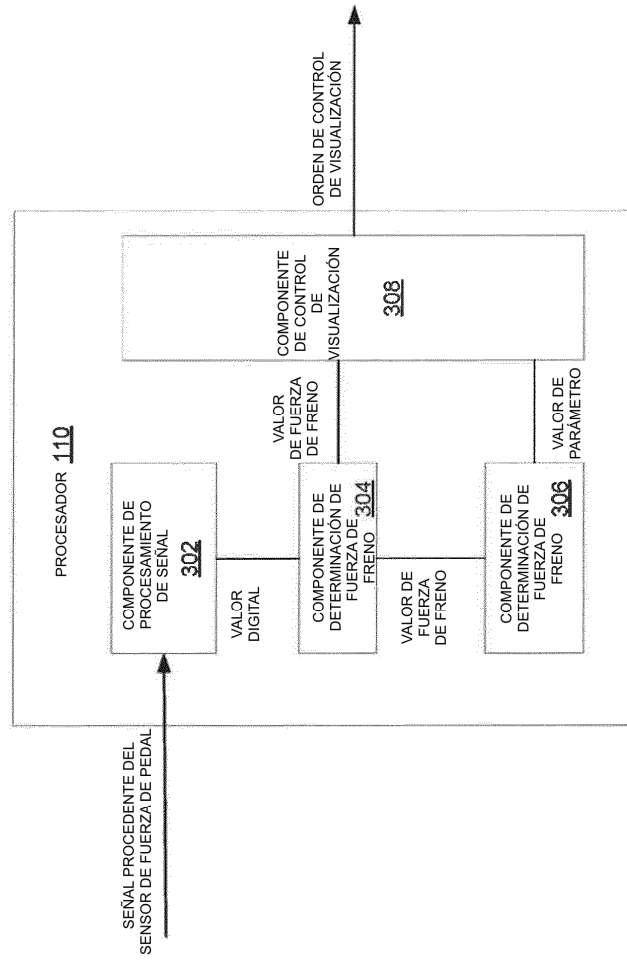 SEÑAL PROCEDENTE DEL
SENSOR DE FUERZA DE PEDAL
PROCESADOR 110
COMPONENTE DE
PROCESAMIENTO
DE SEÑAL
302
VALOR
DIGITAL
COMPONENTE DE
DETERMINACIÓN DE
FUERZA DE
FRENO
304
VALOR DE
FUERZA
DE FRENO
COMPONENTE DE
DETERMINACIÓN DE
FUERZA DE
FRENO
306
VALOR
DE FUERZA
DE FRENO
VALOR DE
PARÁMETRO
COMPONENTE
DE CONTROL
DE
VISUALIZACIÓN
308
ORDEN DE CONTROL
DE VISUALIZACIÓN